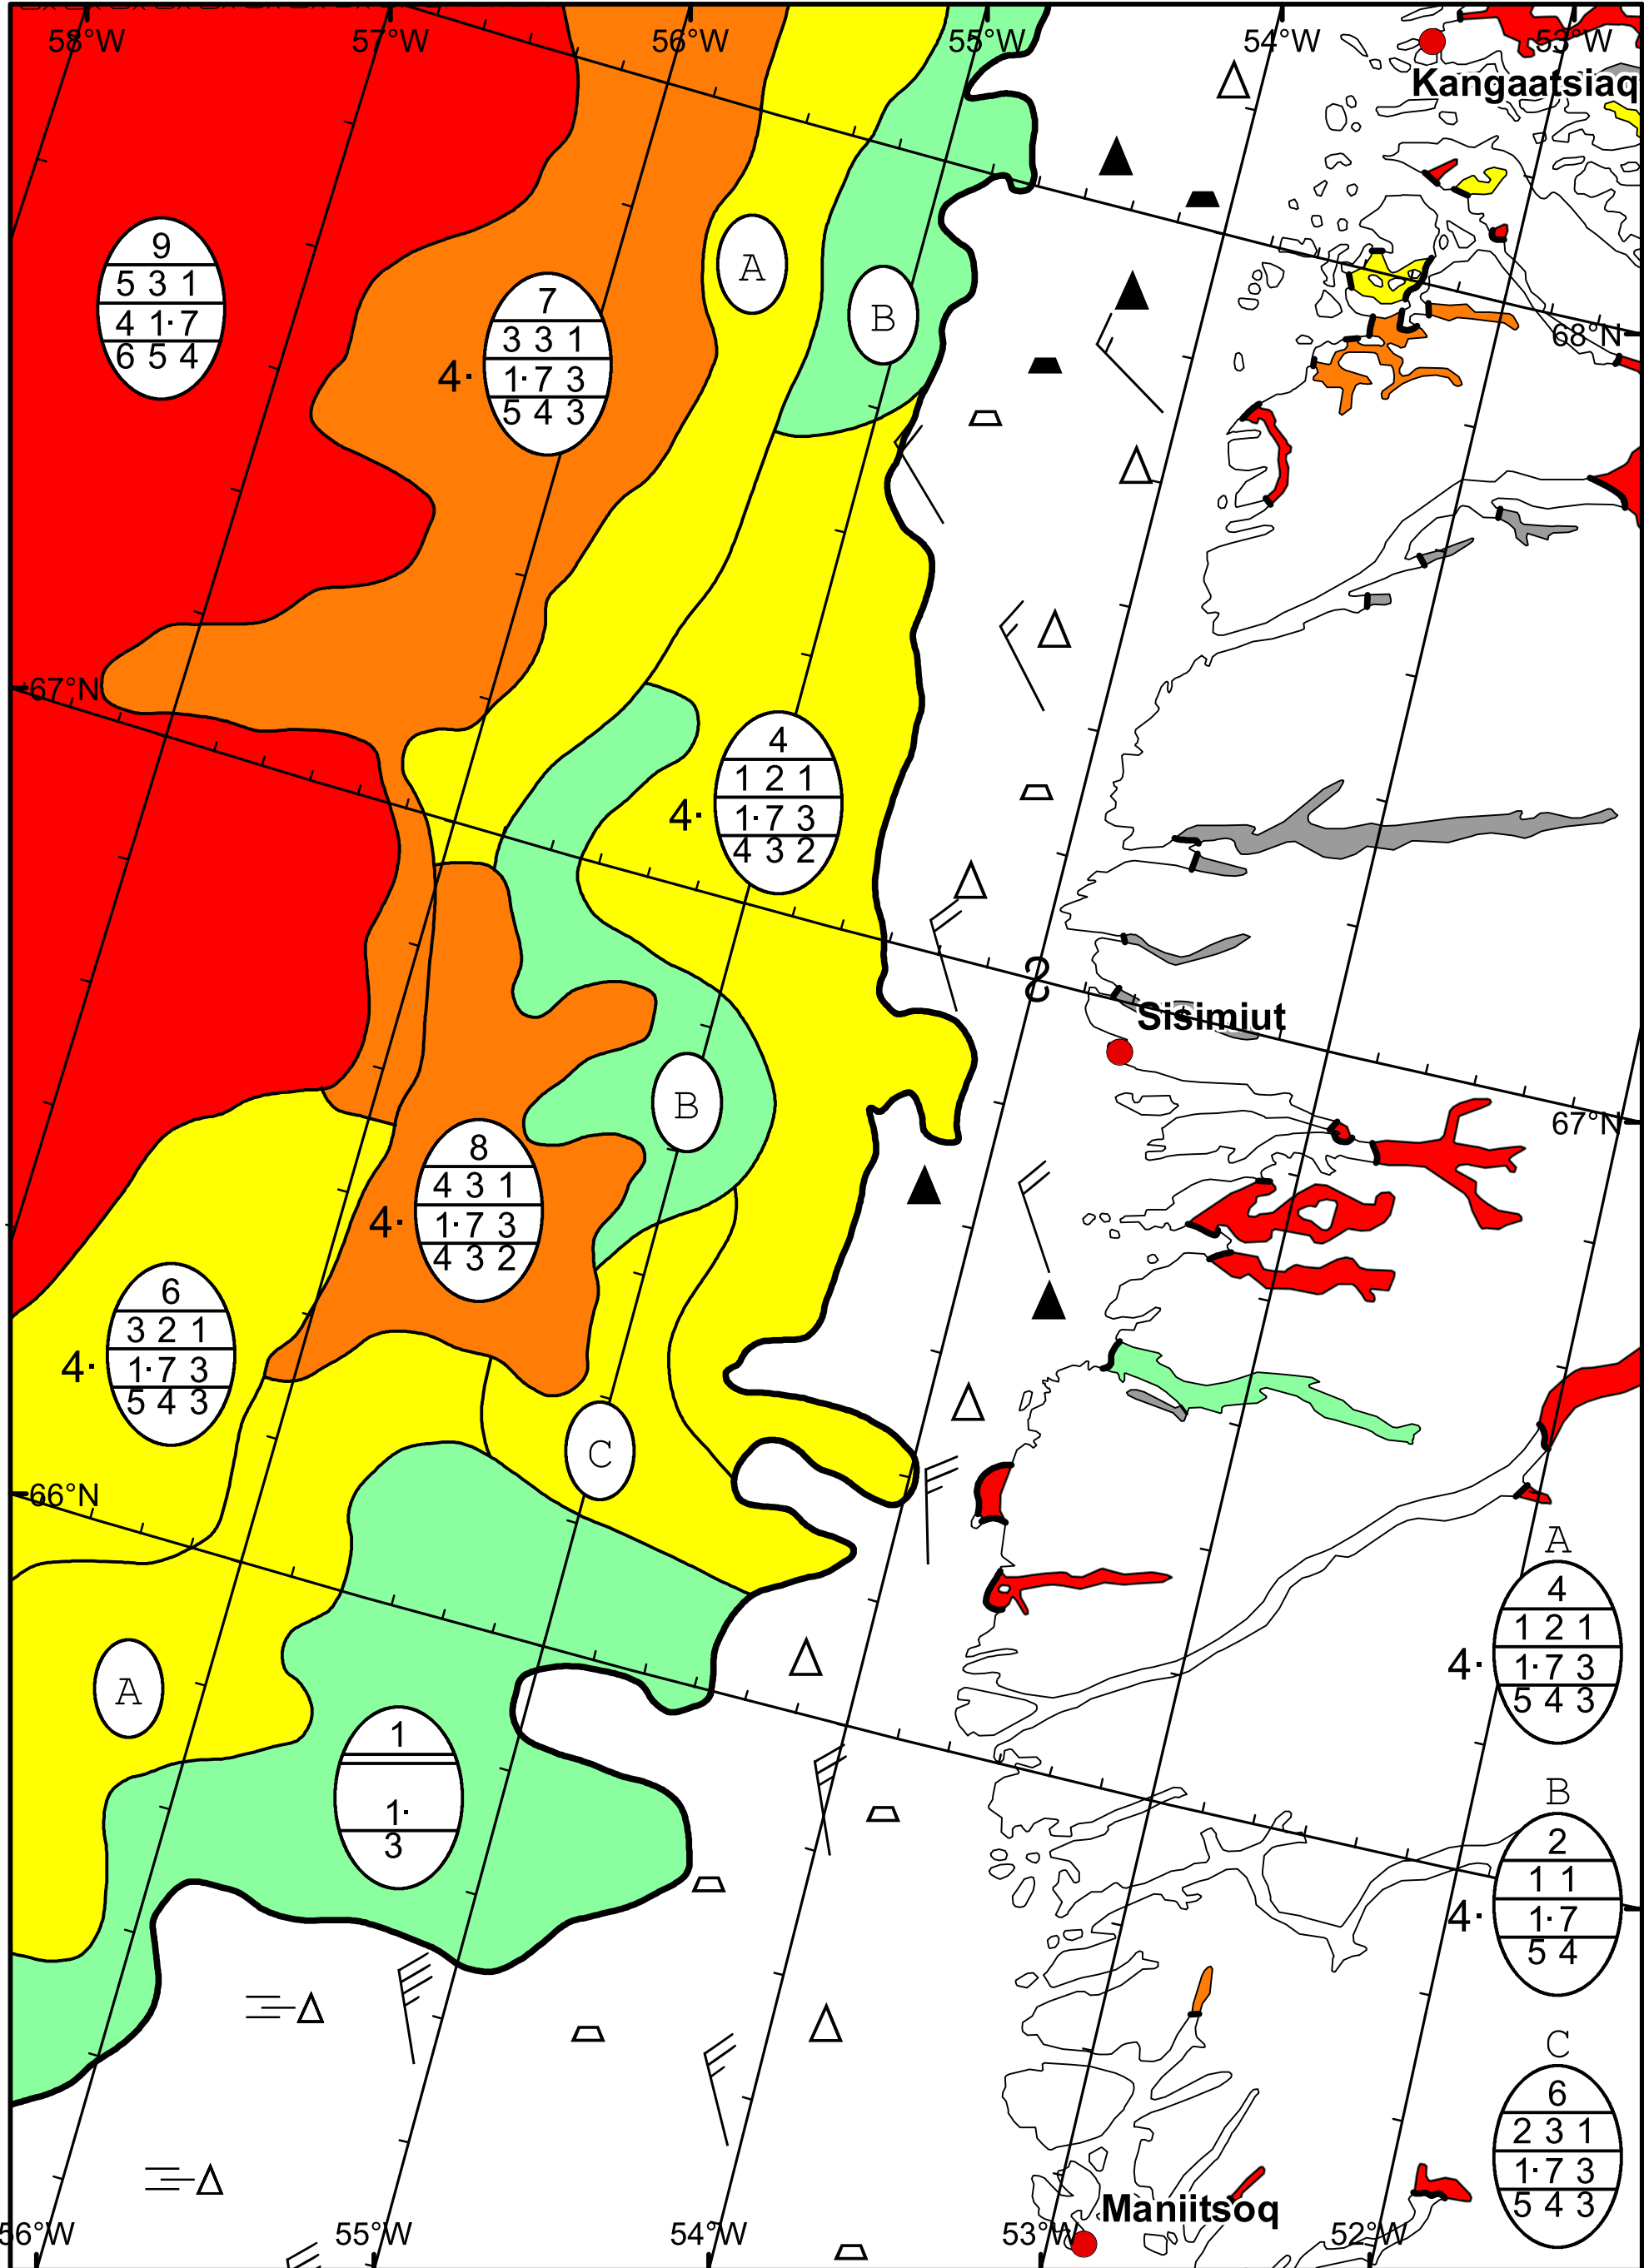 58°W
57°W
56°W
55°W
54°W
53°W
Kangaatsiaq
A
9
5 3 1
4 1· 7
6 5 4
7
3 3 1
4· 1· 7 3
5 4 3
B
68°N
67°N
4
1 2 1
4· 1· 7 3
4 3 2
Sisimiut
B
67°N
8
4 3 1
4· 1· 7 3
4 3 2
6
3 2 1
4· 1· 7 3
5 4 3
C
66°N
A
4
1 2 1
4· 1· 7 3
5 4 3
A
1
1·
3
B
2
1 1
4· 1· 7
5 4
C
6
2 3 1
1· 7 3
5 4 3
Maniitsoq
56°W
55°W
54°W
53°W
52°W